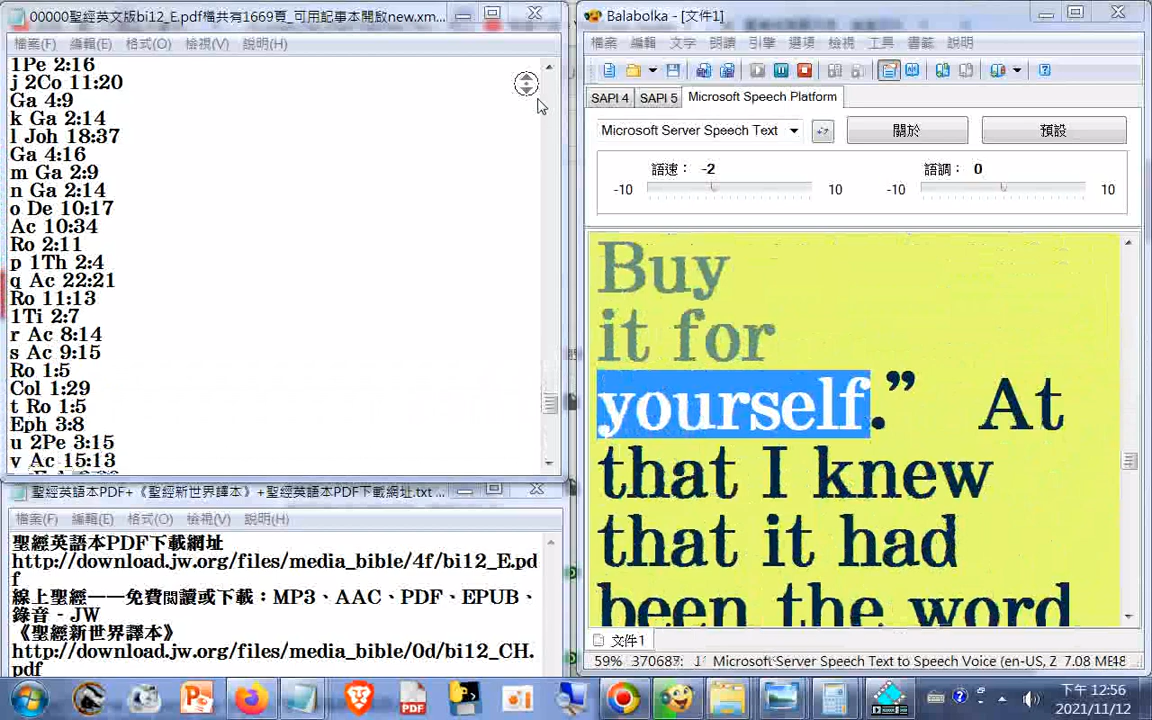 00000聖經英文版bi12_E.pdf檔共有1669頁_可用記事本開啟new.xm...
檔案(F) 編輯(E) 格式(O) 檢視(V) 說明(H)
1Pe 2:16
j 2Co 11:20
Ga 4:9
k Ga 2:14
l Joh 18:37
Ga 4:16
m Ga 2:9
n Ga 2:14
o De 10:17
Ac 10:34
Ro 2:11
p 1Th 2:4
q Ac 22:21
Ro 11:13
1Ti 2:7
r Ac 8:14
s Ac 9:15
Ro 1:5
Col 1:29
t Ro 1:5
Eph 3:8
u 2Pe 3:15
v Ac 15:13
聖經英語本PDF+《聖經新世界譯本》+聖經英語本PDF下載網址.txt ...
檔案(F) 編輯(E) 格式(O) 檢視(V) 說明(H)
聖經英語本PDF下載網址
http://download.jw.org/files/media_bible/4f/bi12_E.pd
f
線上聖經——免費閱讀或下載：MP3、AAC、PDF、EPUB、
錄音 - JW
《聖經新世界譯本》
http://download.jw.org/files/media_bible/0d/bi12_CH.
pdf
Balabolka - [文件1]
檔案 編輯 文字 朗讀 引擎 選項 檢視 工具 書籤 說明
SAPI 4 SAPI 5 Microsoft Speech Platform
Microsoft Server Speech Text 關於 預設
語速： -2 語調： 0
-10 10 -10 10
Buy
it for
yourself.” At
that I knew
that it had
been the word
文件1
59% Microsoft Server Speech Text to Speech Voice (en-US, Z 7.08 MB
下午 12:56
2021/11/12